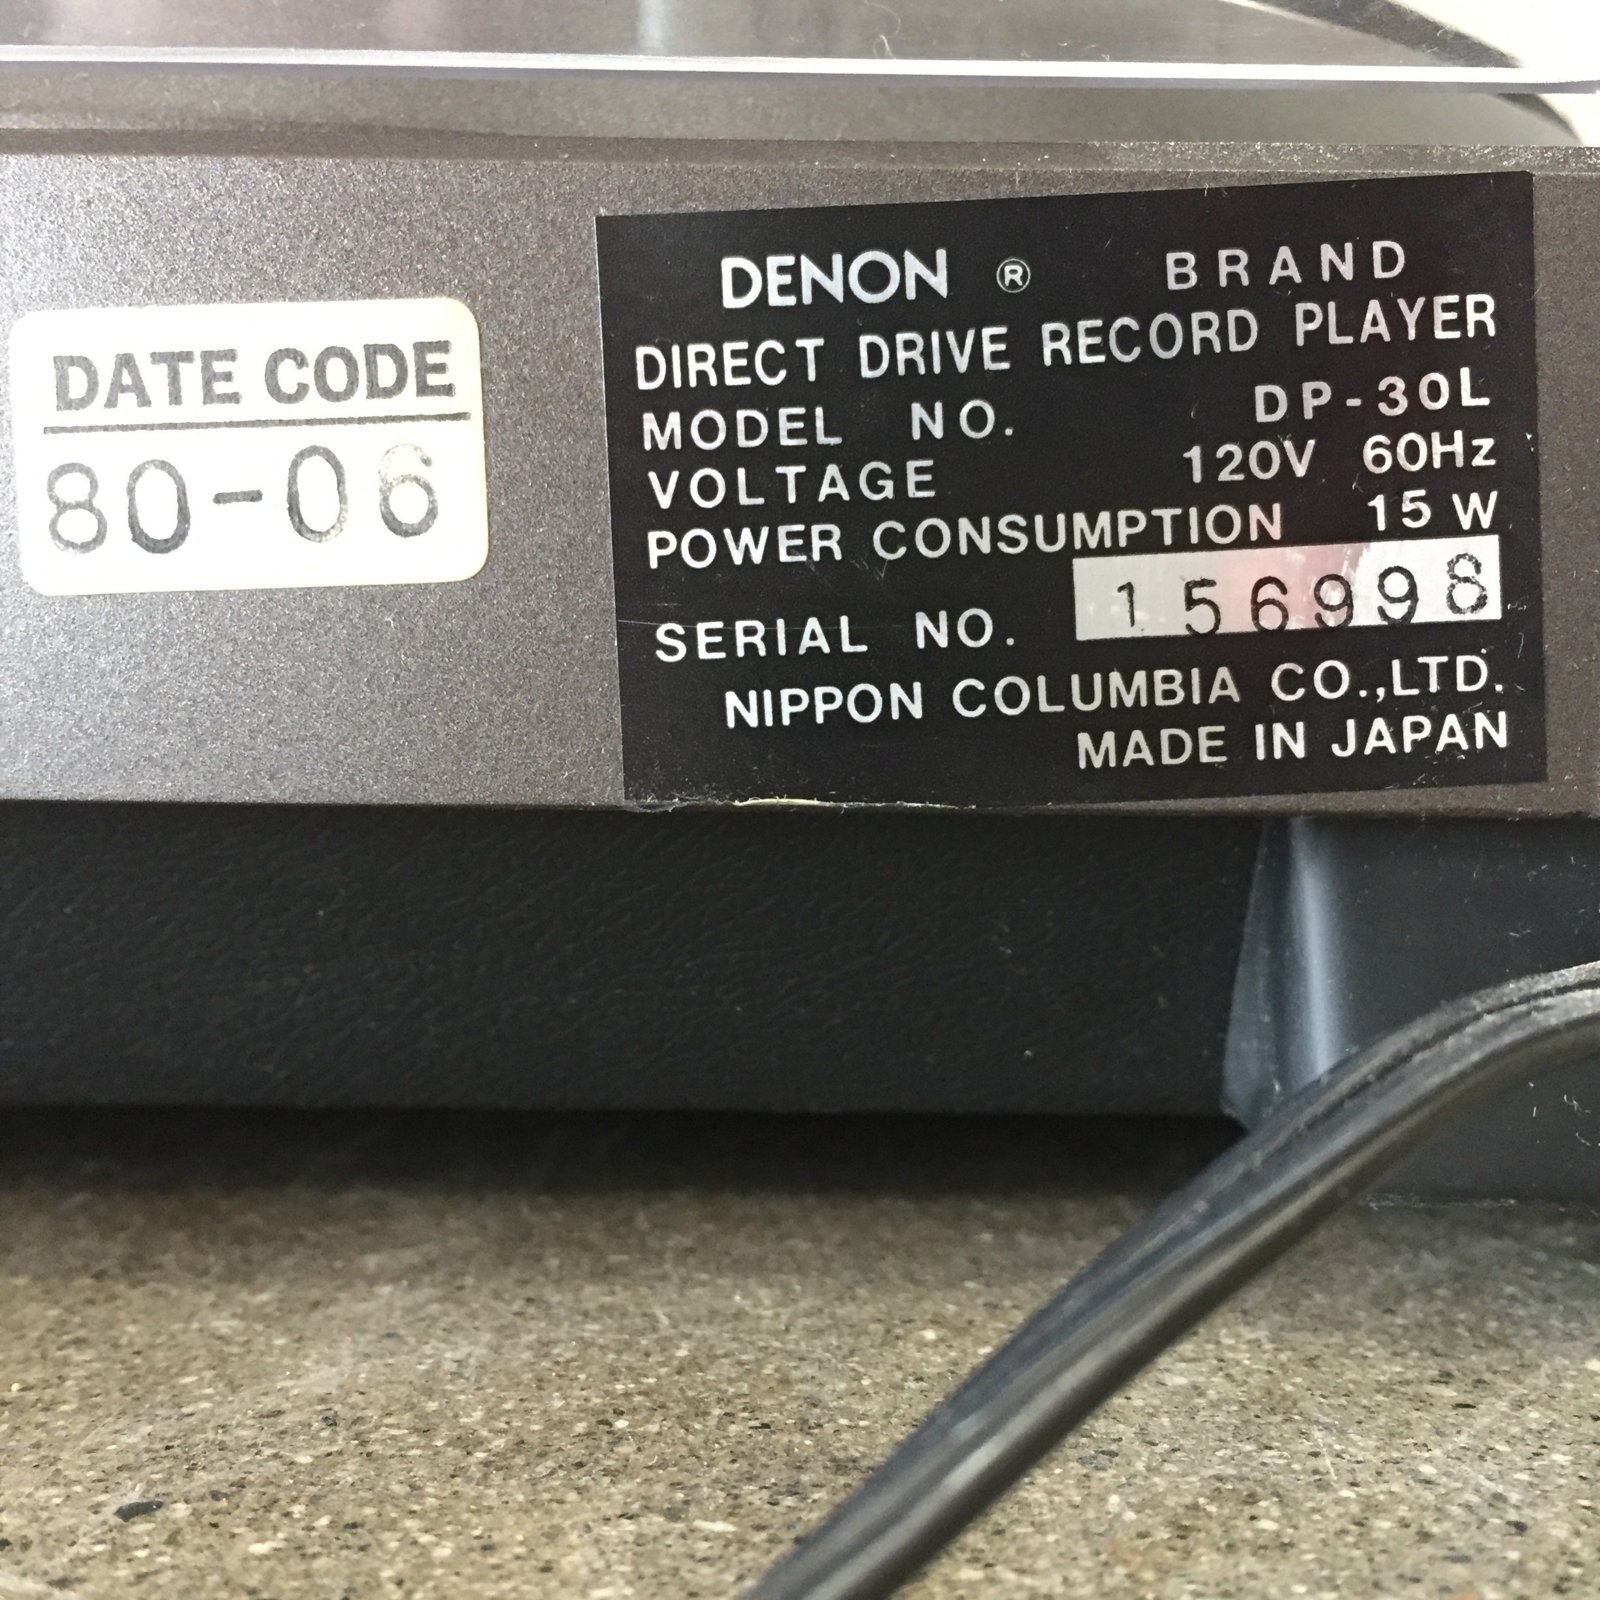 DATE CODE
80-06
DENON ® BRAND
DIRECT DRIVE RECORD PLAYER
MODEL NO. DP-30L
VOLTAGE 120V 60Hz
POWER CONSUMPTION 15 W
SERIAL NO. 156998
NIPPON COLUMBIA CO.,LTD.
MADE IN JAPAN